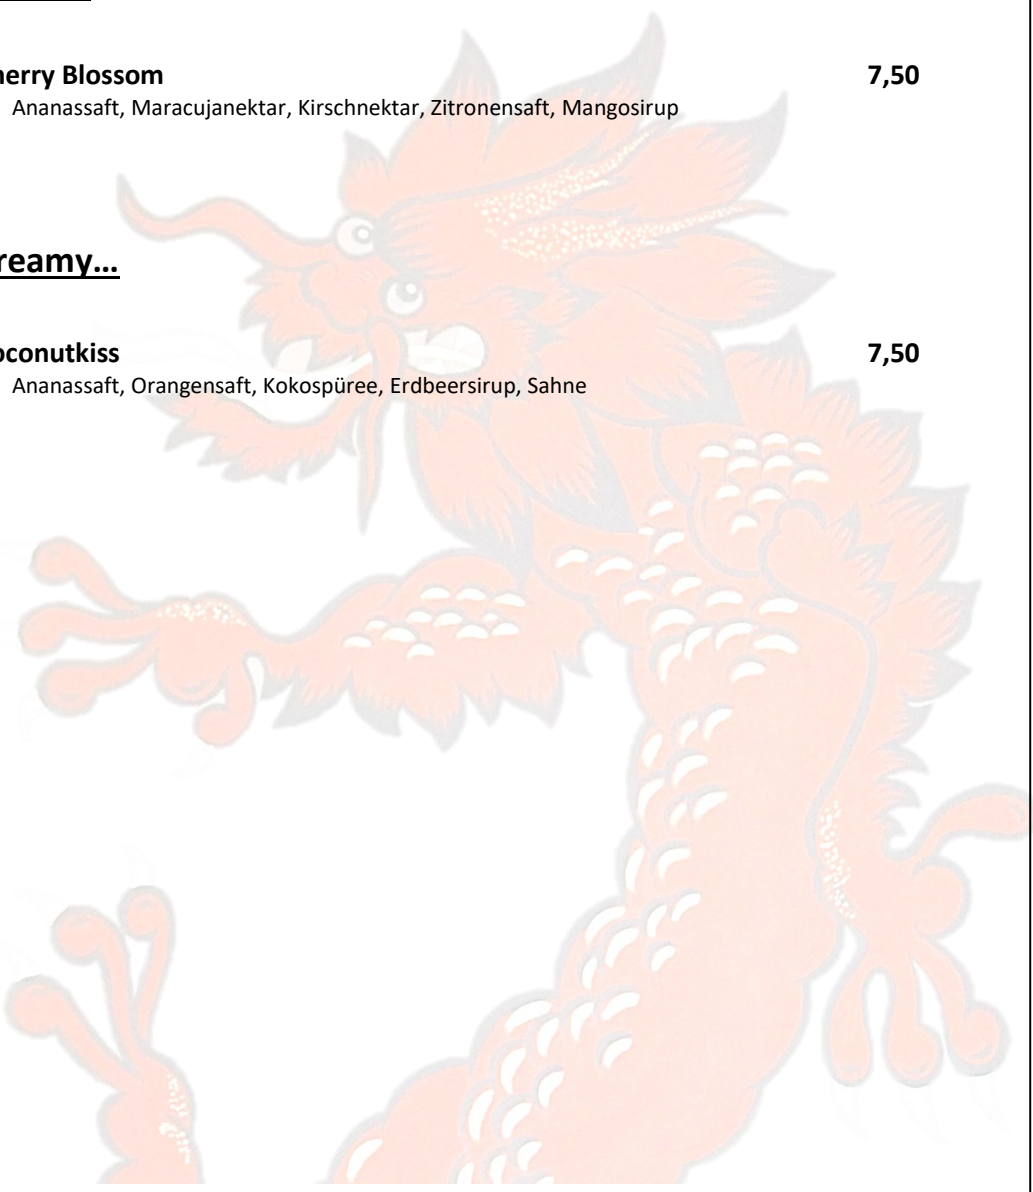 herry Blossom 7,50
Ananassaft, Maracujanektar, Kirschnektar, Zitronensaft, Mangosirup
reamy…
oconutkiss 7,50
Ananassaft, Orangensaft, Kokospüree, Erdbeersirup, Sahne